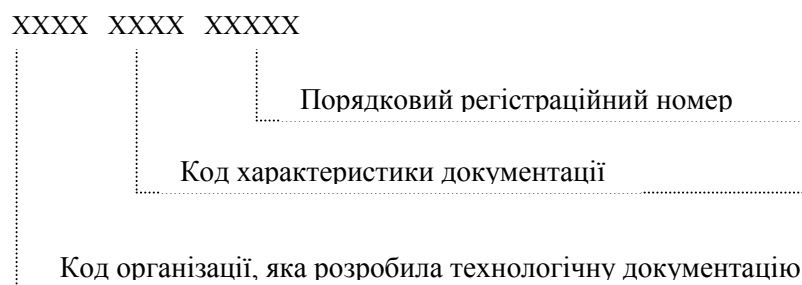 XXXX XXXX XXXXX
Порядковий регістраційний номер
Код характеристики документації
Код організації, яка розробила технологічну документацію